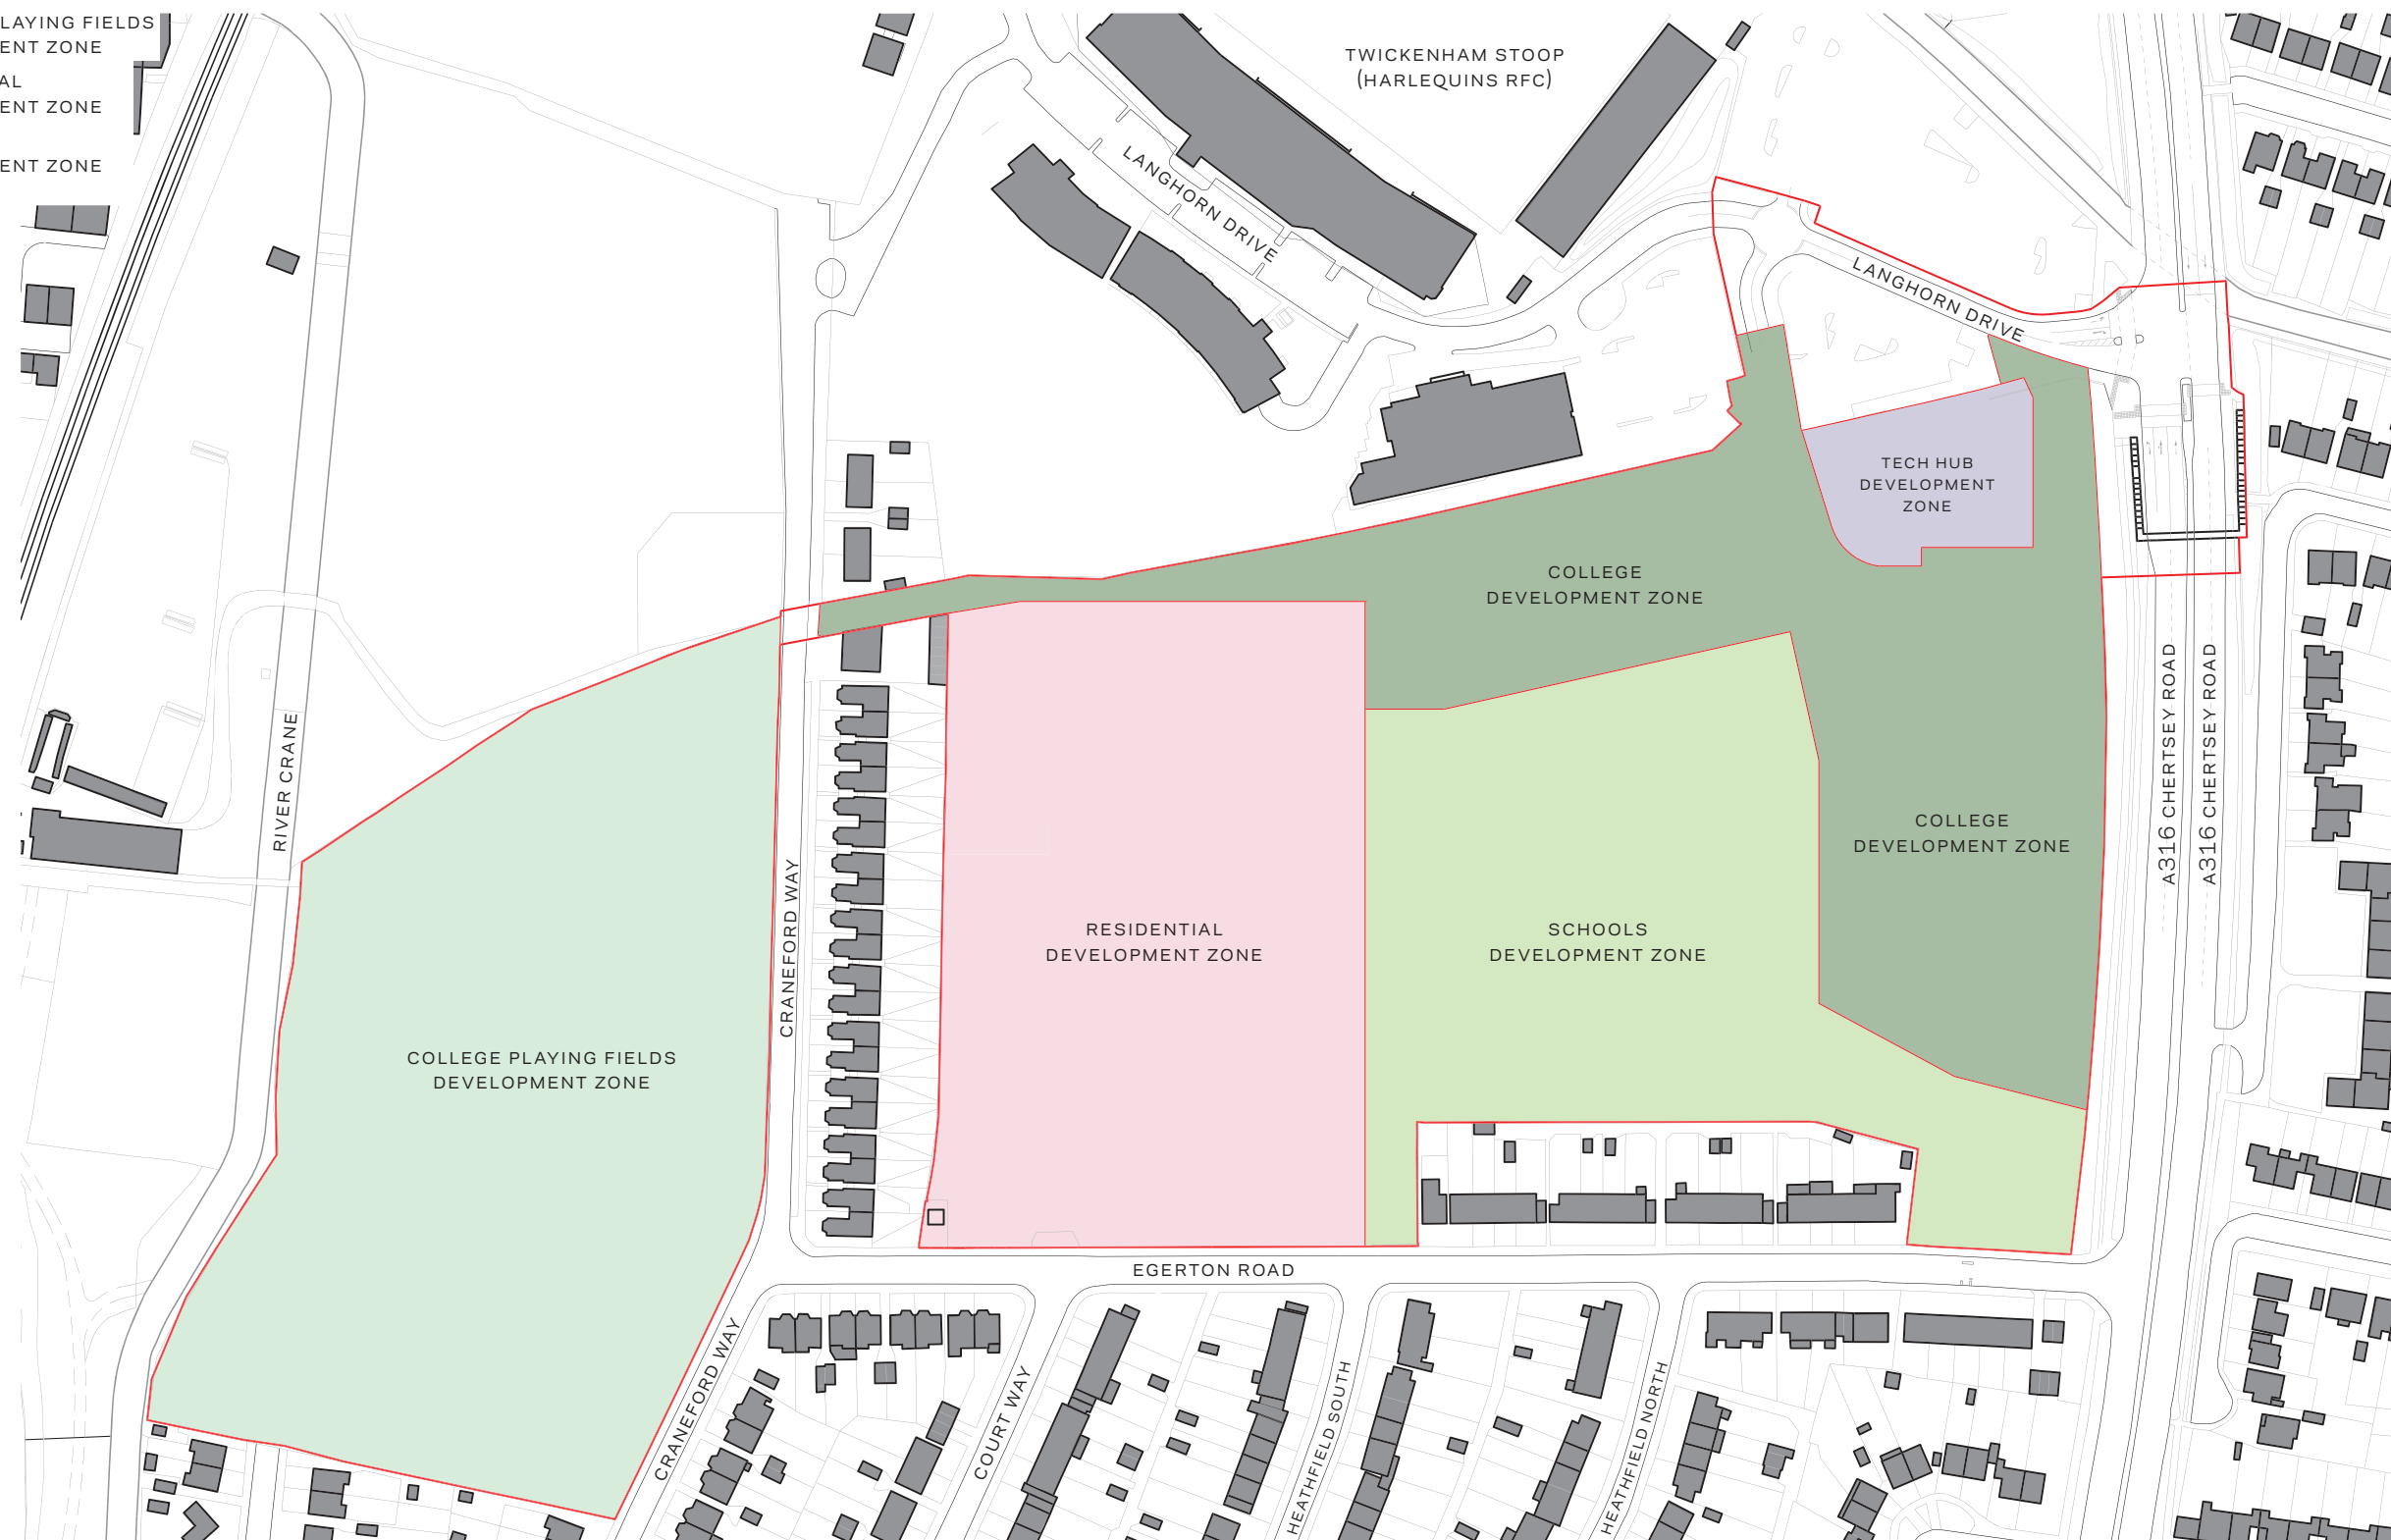 LAYING FIELDS
ENT ZONE
AL
ENT ZONE
ENT ZONE
TWICKENHAM STOOP
(HARLEQUINS RFC)
LANGHORN DRIVE
LANGHORN DRIVE
TECH HUB
DEVELOPMENT
ZONE
COLLEGE
DEVELOPMENT ZONE
RIVER CRANE
A316 CHERTSEY ROAD
A316 CHERTSEY ROAD
COLLEGE
DEVELOPMENT ZONE
CRANEFORD WAY
RESIDENTIAL
DEVELOPMENT ZONE
SCHOOLS
DEVELOPMENT ZONE
COLLEGE PLAYING FIELDS
DEVELOPMENT ZONE
EGERTON ROAD
CRANEFORD WAY
COURT WAY
HEATHFIELD SOUTH
HEATHFIELD NORTH